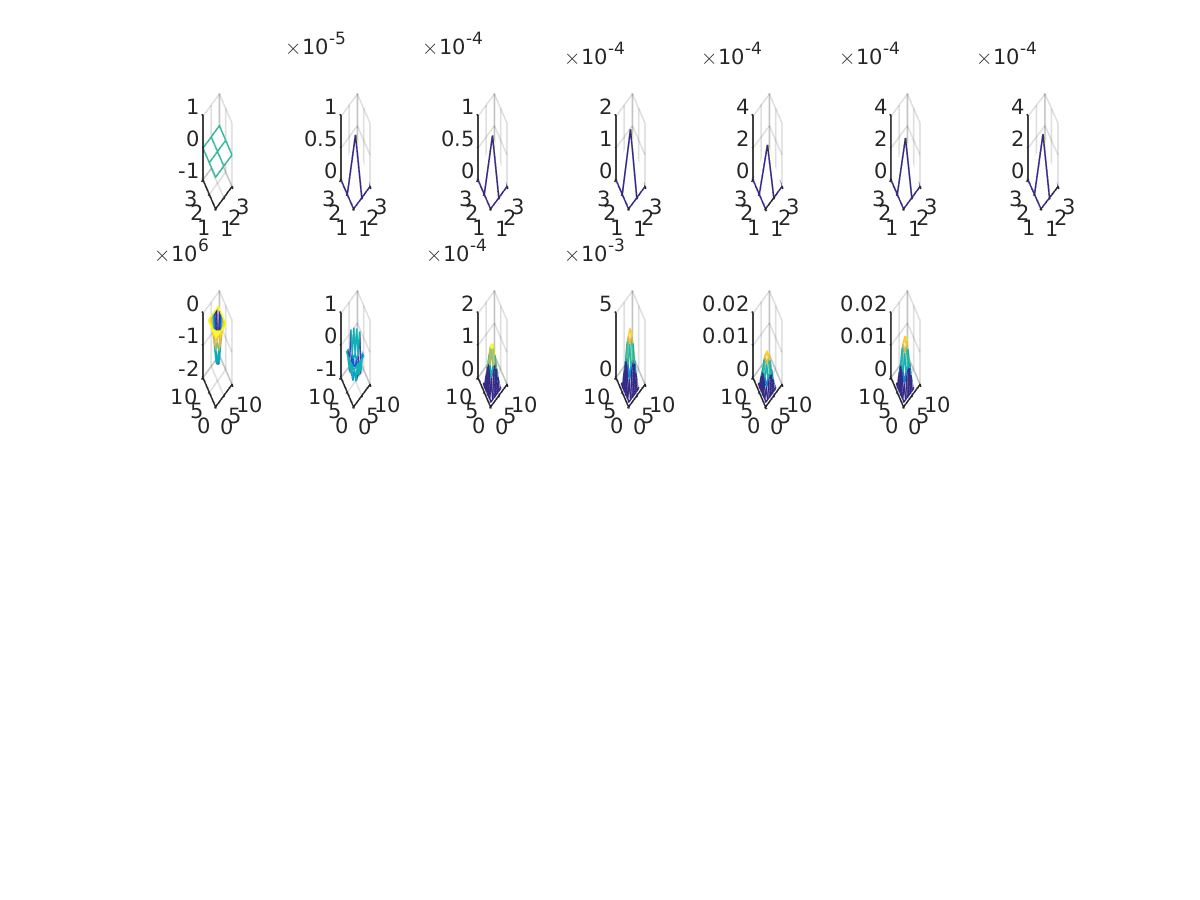 ×10-5 ×10-4 ×10-4 ×10-4 ×10-4 ×10-4
1 1 1 2 4 4 4
0 0.5 0.5 1 2 2 2
-1 0 0 0 0 0 0
3 3 3 3 3 3 3 3 3 3 3 3 3 3
2 2 2 2 2 2 2 2 2 2 2 2 2 2
1 1 1 1 1 1 1 1 1 1 1 1 1 1
×106 ×10-4 ×10-3
0 1 2 5 0.02 0.02
-1 0 1 0.01 0.01
-2 -1 0 0 0 0
10 10 10 10 10 10 10 10 10 10 10 10
5 5 5 5 5 5 5 5 5 5 5 5
0 0 0 0 0 0 0 0 0 0 0 0